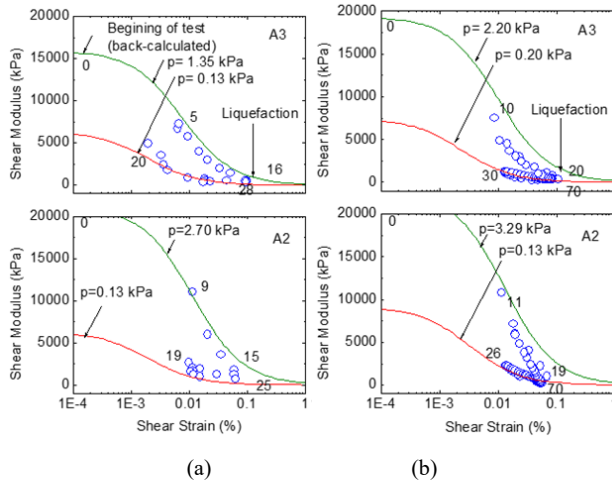 20000
15000
10000
5000
0
Shear Modulus (kPa)
Begining of test
(back-calculated)
0
p= 1.35 kPa
p= 0.13 kPa
A3
5
Liquefaction
20
16
28
20000
15000
10000
5000
0
Shear Modulus (kPa)
0
p=2.70 kPa
A2
p=0.13 kPa
9
19
15
25
1E-4 1E-3 0.01 0.1 1
Shear Strain (%)
(a)
20000
15000
10000
5000
0
Shear Modulus (kPa)
0
p= 2.20 kPa
p= 0.20 kPa
A3
10
Liquefaction
30
20
70
20000
15000
10000
5000
0
Shear Modulus (kPa)
0
p=3.29 kPa
p=0.13 kPa
A2
11
26
19
70
1E-4 1E-3 0.01 0.1 1
Shear Strain (%)
(b)